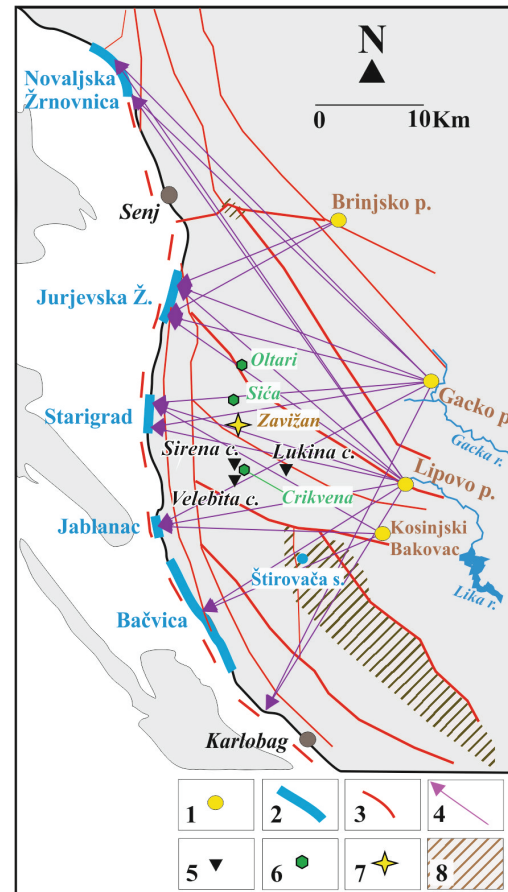 N
0 10Km
Novaljska
Žrnovnica
Senj
Brinjsko p.
Jurjevska Ž.
Oltari
Sića
Gacko p.
Starigrad
Zavižan
Gacka r.
Sirena c.
Lukina c.
Lipovo p.
Velebita c.
Crikvena
Jablanac
Kosinjski
Bakovac
Štirovača s.
Lika r.
Bačvica
Karlobag
1 2 3 4
5 6 7 8